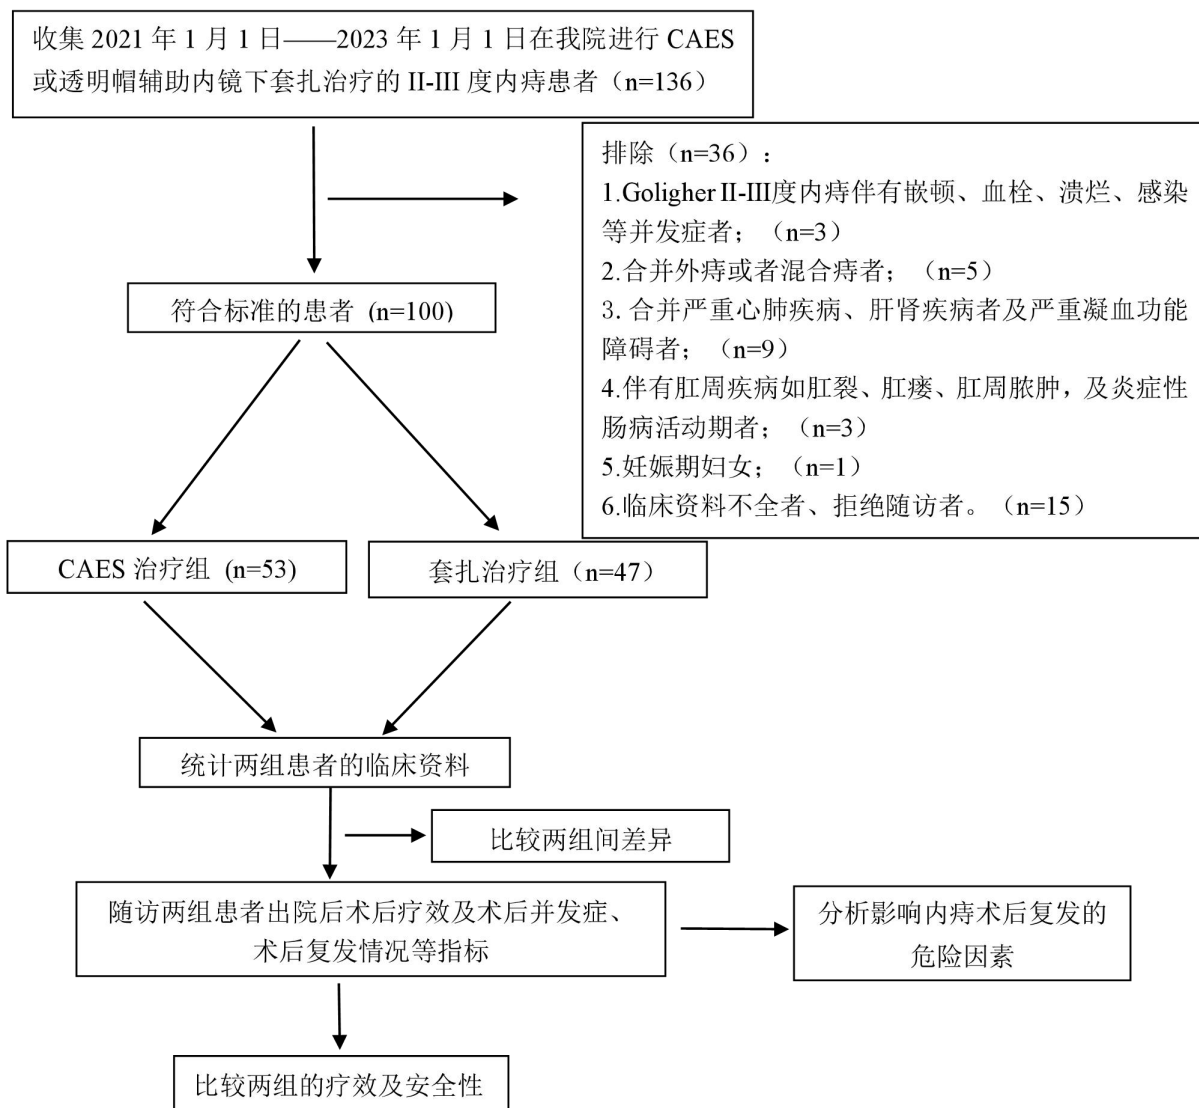 收集 2021 年 1 月 1 日——2023 年 1 月 1 日在我院进行 CAES
或透明帽辅助内镜下套扎治疗的 II-III 度内痔患者（n=136）
排除（n=36）：
1.Goligher II-III度内痔伴有嵌顿、血栓、溃烂、感染
等并发症者；（n=3）
2.合并外痔或者混合痔者；（n=5）
3. 合并严重心肺疾病、肝肾疾病者及严重凝血功能
障碍者；（n=9）
4.伴有肛周疾病如肛裂、肛瘘、肛周脓肿，及炎症性
肠病活动期者；（n=3）
5.妊娠期妇女；（n=1）
6.临床资料不全者、拒绝随访者。（n=15）
符合标准的患者 (n=100)
CAES 治疗组 (n=53)
套扎治疗组（n=47）
统计两组患者的临床资料
比较两组间差异
随访两组患者出院后术后疗效及术后并发症、
术后复发情况等指标
分析影响内痔术后复发的
危险因素
比较两组的疗效及安全性